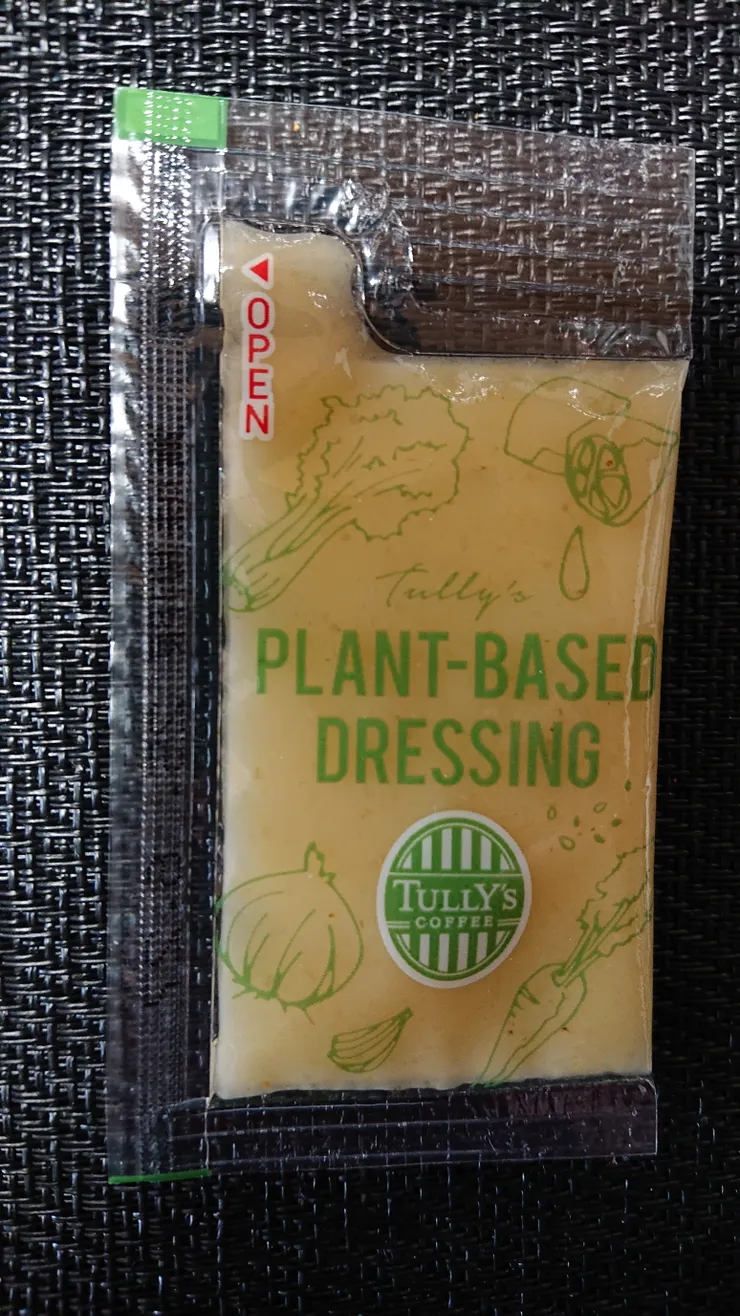 ◀OPEN
Tully's
PLANT-BASED
DRESSING
TULLY'S
COFFEE